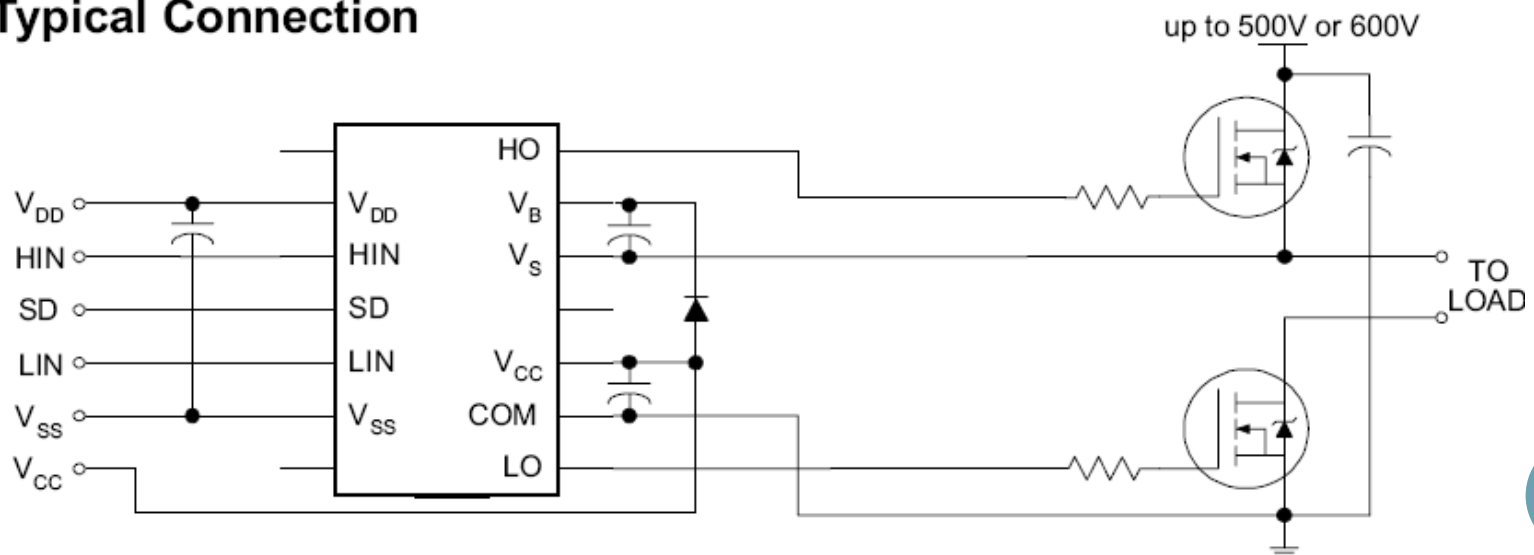 Typical Connection
up to 500V or 600V
HO
VDD VDD VB
HIN HIN VS
SD SD
TO
LOAD
LIN LIN VCC
VSS VSS COM
VCC LO